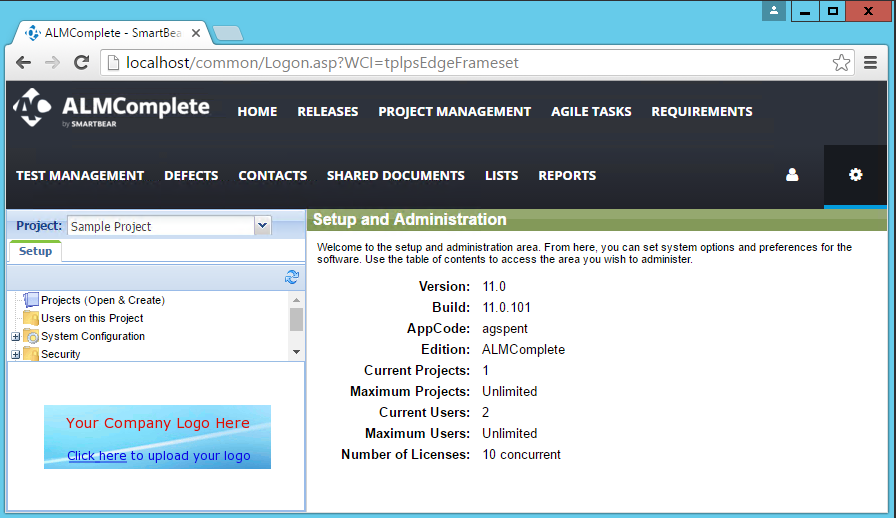 ALMComplete - SmartBea
localhost/common/Logon.asp?WCI=tplpsEdgeFrameset
ALMComplete
by SMARTBEAR
HOME RELEASES PROJECT MANAGEMENT AGILE TASKS REQUIREMENTS
TEST MANAGEMENT DEFECTS CONTACTS SHARED DOCUMENTS LISTS REPORTS
Project: Sample Project
Setup
Projects (Open & Create)
Users on this Project
System Configuration
Security
Your Company Logo Here
Click here to upload your logo
Setup and Administration
Welcome to the setup and administration area. From here, you can set system options and preferences for the
software. Use the table of contents to access the area you wish to administer.
Version: 11.0
Build: 11.0.101
AppCode: agspent
Edition: ALMComplete
Current Projects: 1
Maximum Projects: Unlimited
Current Users: 2
Maximum Users: Unlimited
Number of Licenses: 10 concurrent